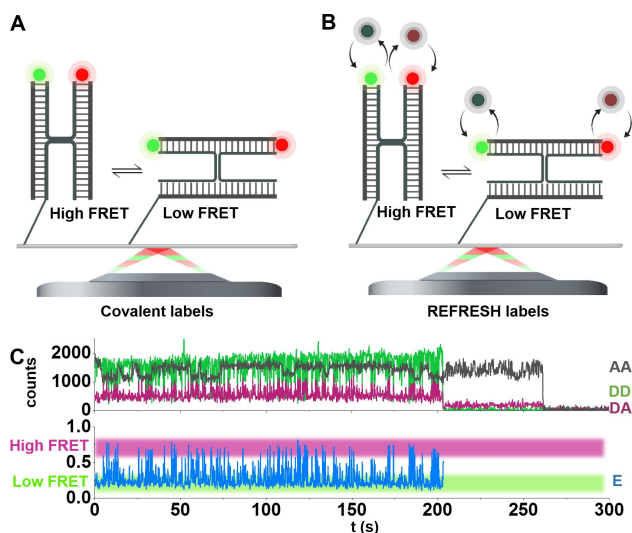 A
B
High FRET
Low FRET
High FRET
Low FRET
Covalent labels
REFRESH labels
C
2000
1000
0
counts
AA
DD
DA
1.0
High FRET
0.5
Low FRET
0.0
E
0 50 100 150 200 250 300
t (s)